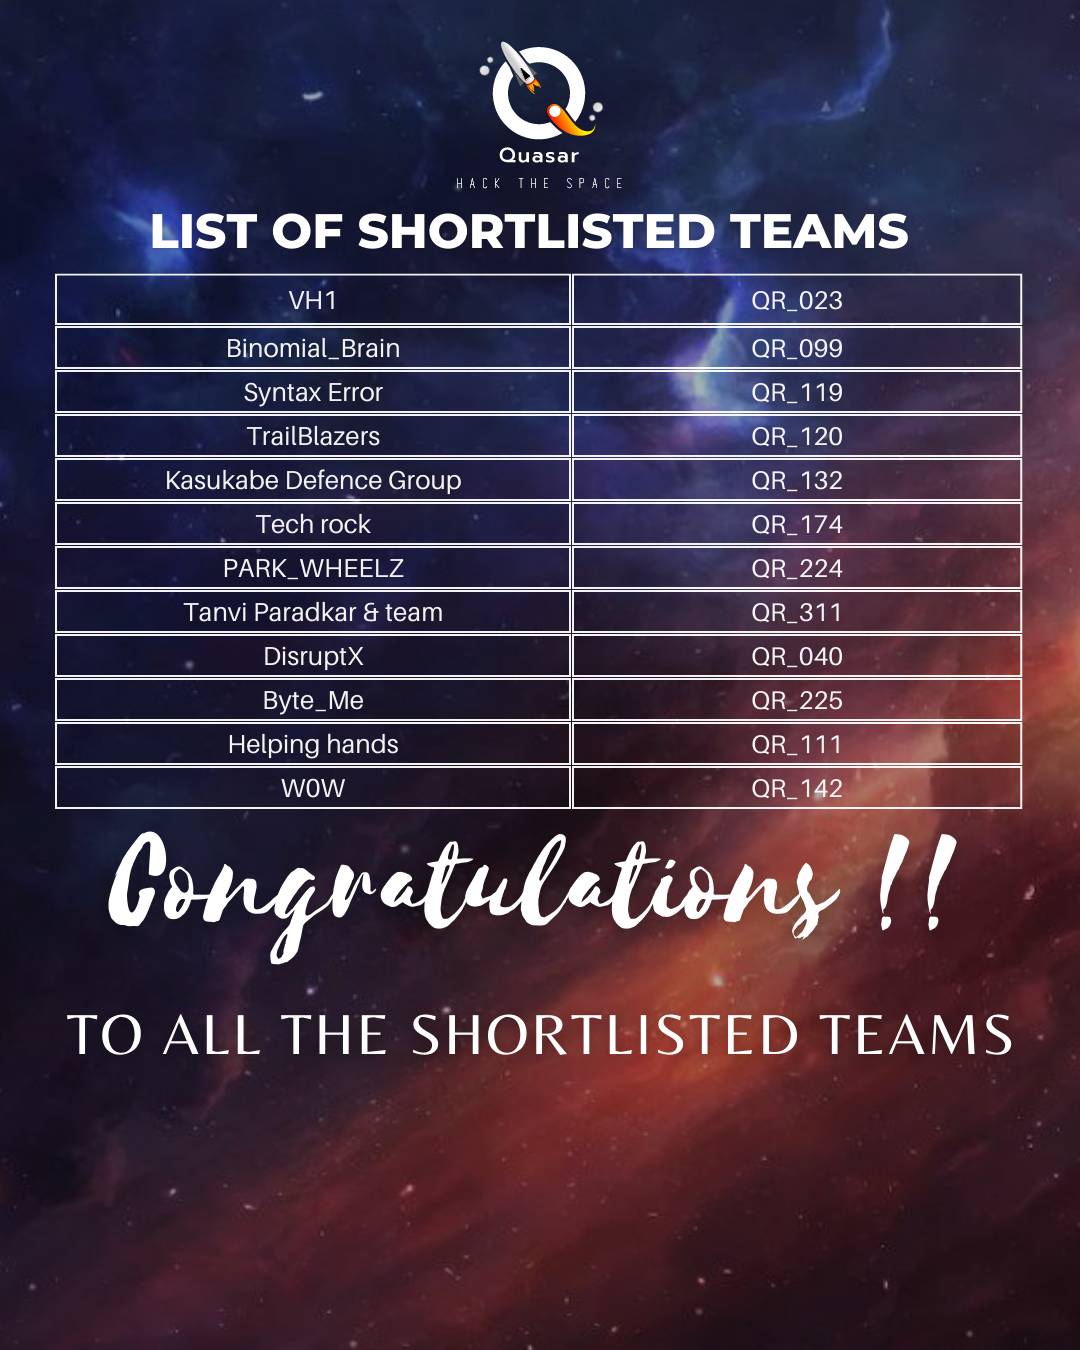 Quasar
HACK THE SPACE
LIST OF SHORTLISTED TEAMS
VH1 QR_023
Binomial_Brain QR_099
Syntax Error QR_119
TrailBlazers QR_120
Kasukabe Defence Group QR_132
Tech rock QR_174
PARK_WHEELZ QR_224
Tanvi Paradkar & team QR_311
DisruptX QR_040
Byte_Me QR_225
Helping hands QR_111
W0W QR_142
Congratulations !!
TO ALL THE SHORTLISTED TEAMS